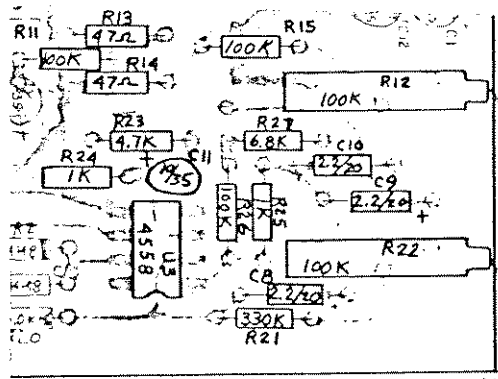 R13
R15
R11
47Ω
100K
R14
R12
47Ω
100K
R23
R27
4.7K
6.8K
C10
C11
R24
+
2.2/20
1K
C9
2.2/20
+
100K
R26
1K
R25
4558
U3
R22
100K
C8
2.2/20
330K
R21